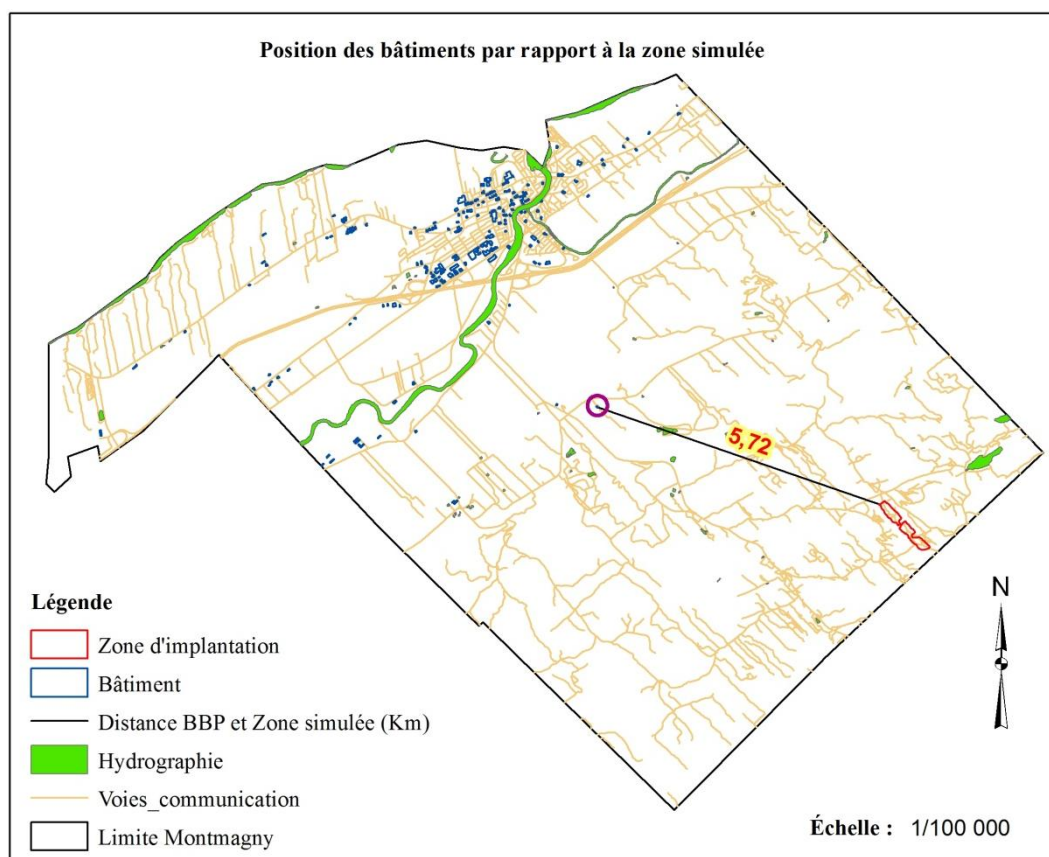 Position des bâtiments par rapport à la zone simulée
5,72
N
Légende
Zone d'implantation
Bâtiment
Distance BBP et Zone simulée (Km)
Hydrographie
Voies_communication
Limite Montmagny
Échelle : 1/100 000